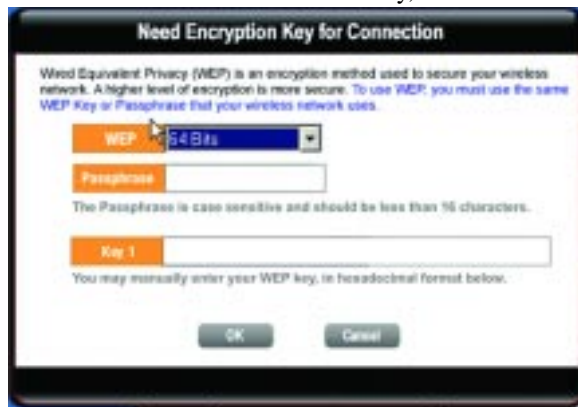 Need Encryption Key for Connection
Wired Equivalent Privacy (WEP) is an encryption method used to secure your wireless
network. A higher level of encryption is more secure. To use WEP, you must use the same
WEP Key or Passphrase that your wireless network uses.
WEP 64 Bits
Passphrase
The Passphrase is case sensitive and should be less than 16 characters.
Key 1
You may manually enter your WEP key, in hexadecimal format below.
OK Cancel